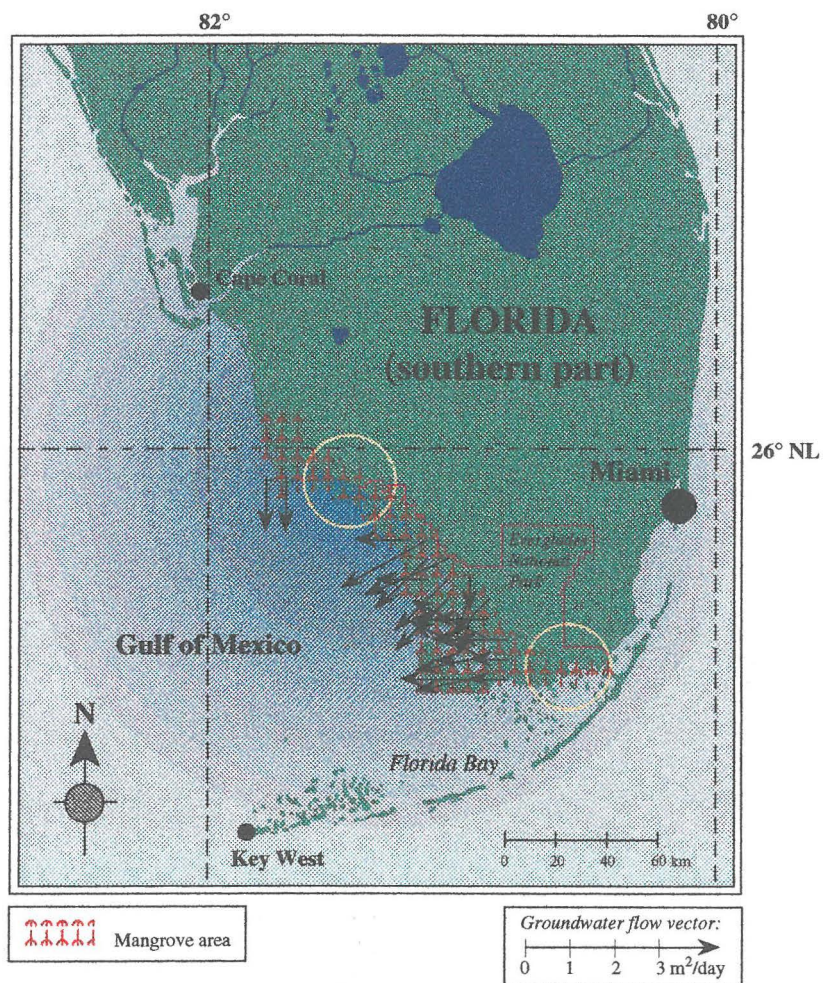 82°
80°
Cape Coral
FLORIDA
(southern part)
26° NL
Miami
Everglades
National
Park
Gulf of Mexico
N
Florida Bay
Key West
0 20 40 60 km
Mangrove area
Groundwater flow vector:
0 1 2 3 m²/day